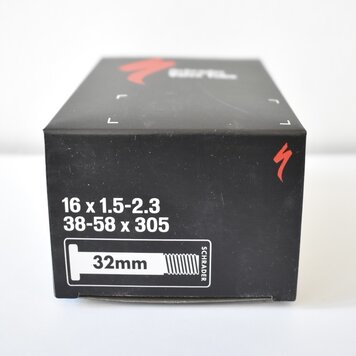 16 x 1.5-2.3
38-58 x 305
32mm
SCHRADER